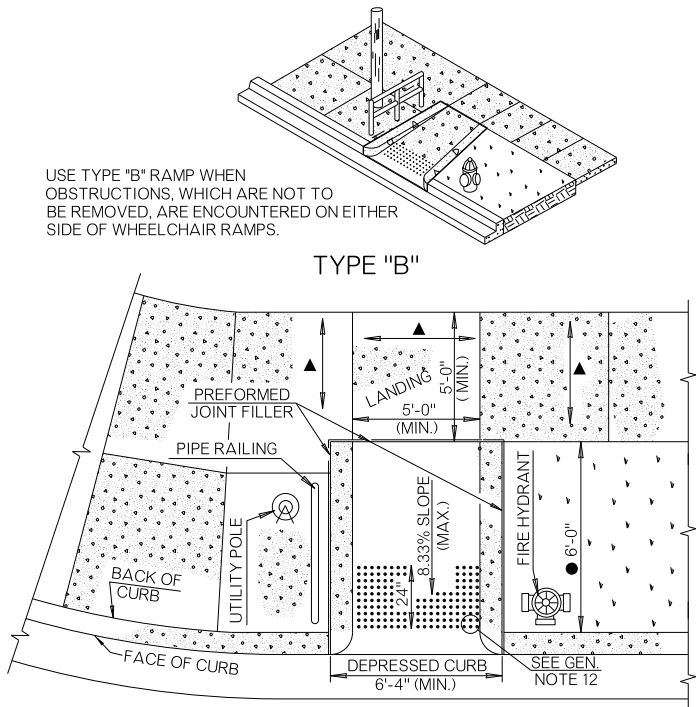 USE TYPE "B" RAMP WHEN
OBSTRUCTIONS, WHICH ARE NOT TO
BE REMOVED, ARE ENCOUNTERED ON EITHER
SIDE OF WHEELCHAIR RAMPS.
TYPE "B"
PREFORMED
JOINT FILLER
PIPE RAILING
LANDING
5'-0"
(MIN.)
5'-0"
(MIN.)
UTILITY POLE
8.33% SLOPE
(MAX.)
24"
FIRE HYDRANT
6'-0"
BACK OF
CURB
FACE OF CURB
DEPRESSED CURB
6'-4" (MIN.)
SEE GEN.
NOTE 12